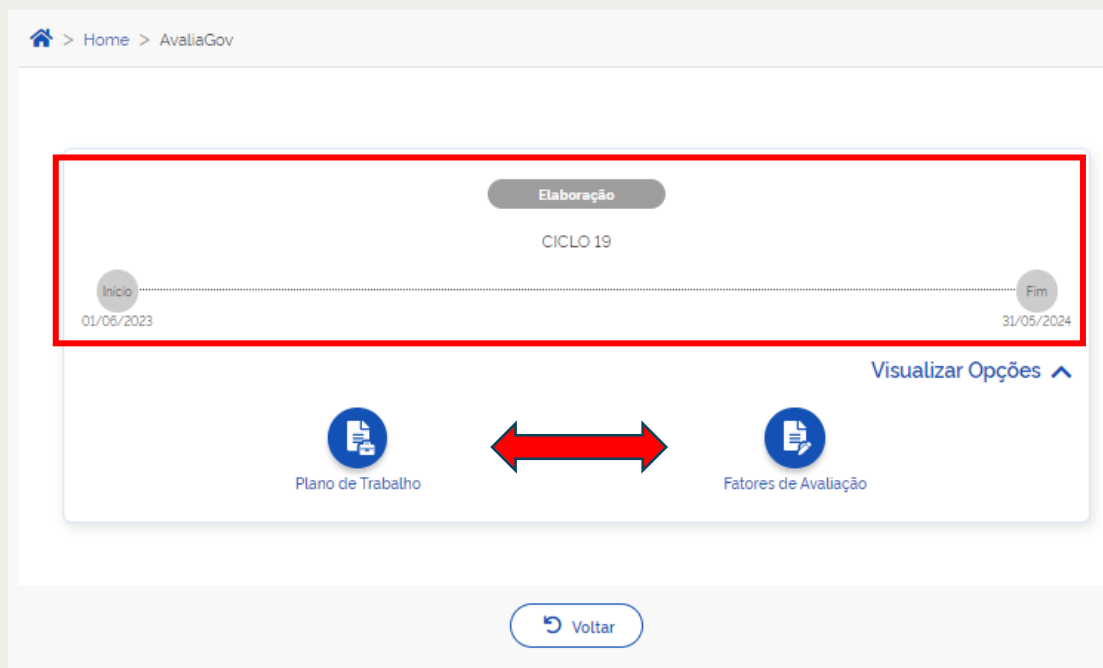 > Home > AvaliaGov
Elaboração
CICLO 19
Início
Fim
01/06/2023
31/05/2024
Visualizar Opções
Plano de Trabalho
Fatores de Avaliação
Voltar